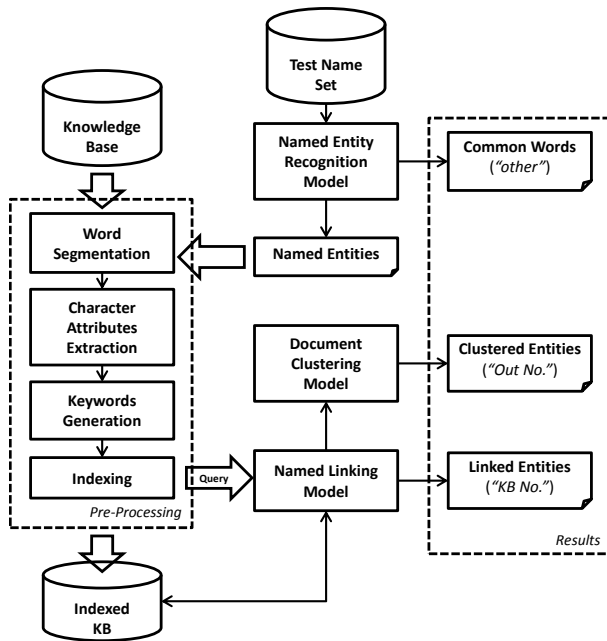 Test Name
Set
Knowledge
Base
Named Entity
Recognition
Model
Common Words
(“other”)
Word
Segmentation
Named Entities
Character
Attributes
Extraction
Document
Clustering
Model
Clustered Entities
(“Out No.”)
Keywords
Generation
Indexing
Query
Named Linking
Model
Linked Entities
(“KB No.”)
Pre-Processing
Results
Indexed
KB